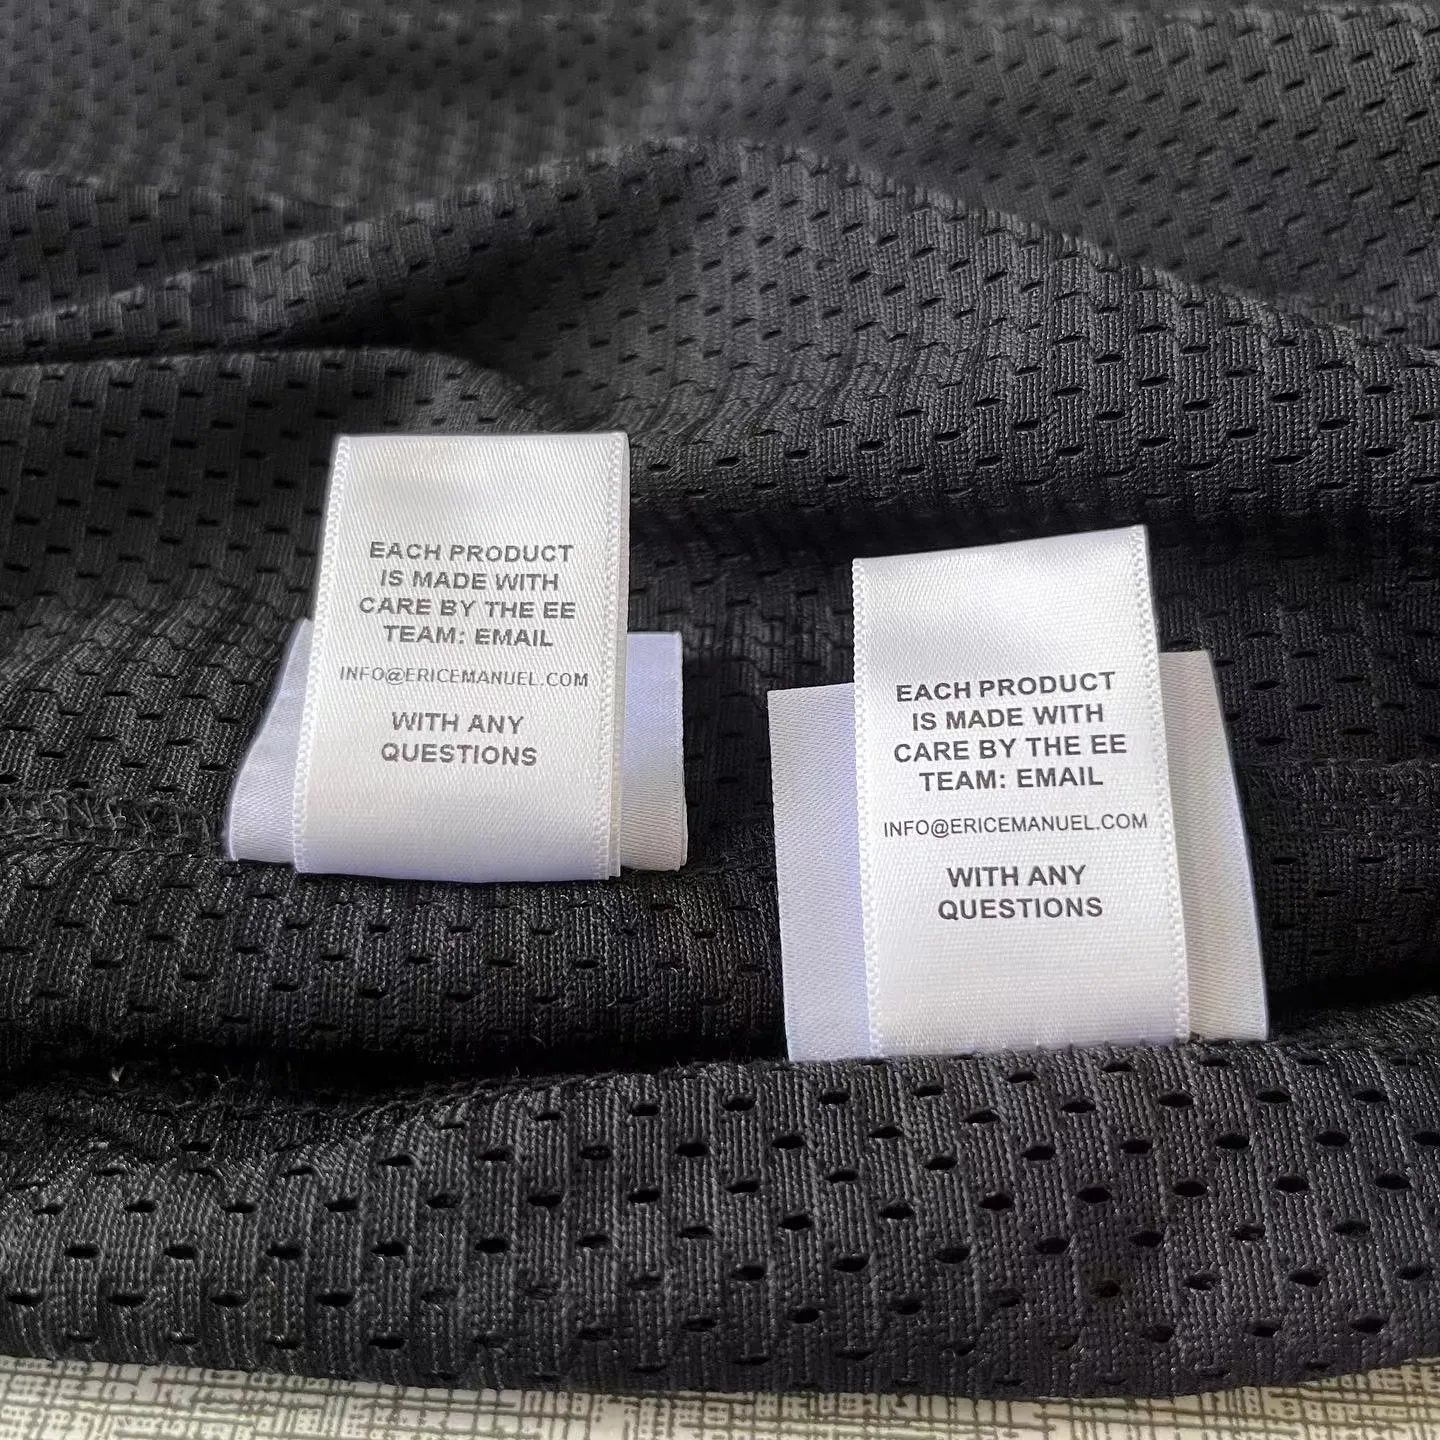 EACH PRODUCT
IS MADE WITH
CARE BY THE EE
TEAM: EMAIL
INFO@ERICEMANUEL.COM
WITH ANY
QUESTIONS
EACH PRODUCT
IS MADE WITH
CARE BY THE EE
TEAM: EMAIL
INFO@ERICEMANUEL.COM
WITH ANY
QUESTIONS